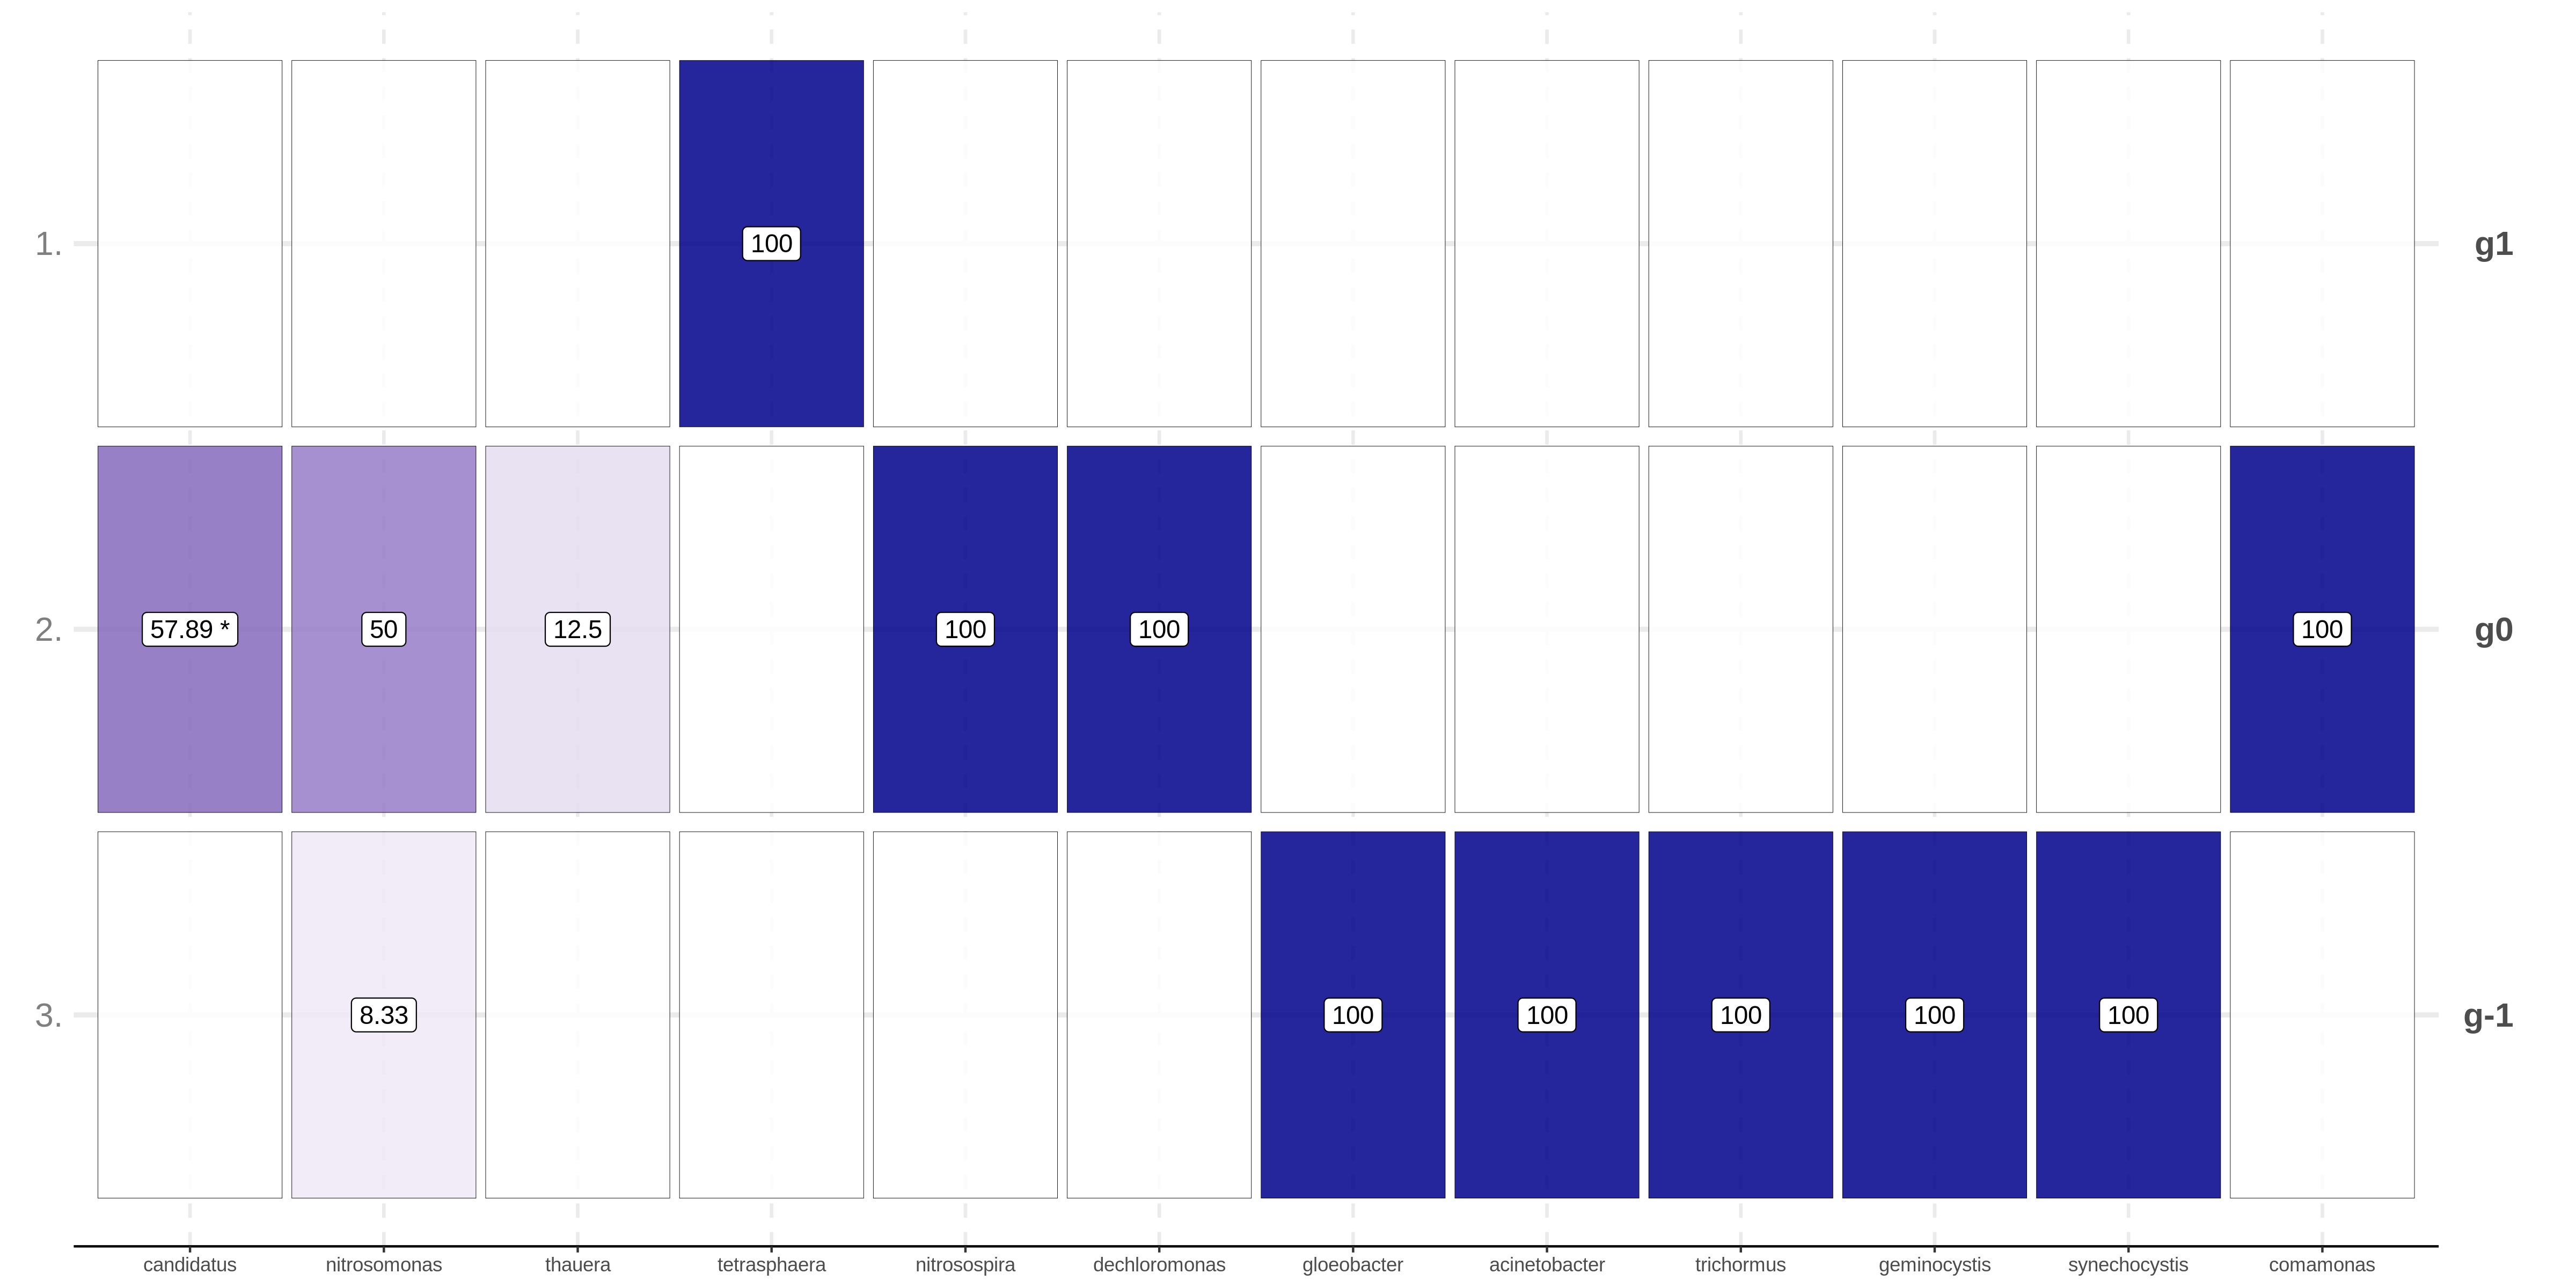 1. 100 g1
2. 57.89 * 50 12.5 100 100 100 g0
3. 8.33 100 100 100 100 100 g-1
candidatus nitrosomonas thauera tetrasphaera nitrosospira dechloromonas gloeobacter acinetobacter trichormus geminocystis synechocystis comamonas